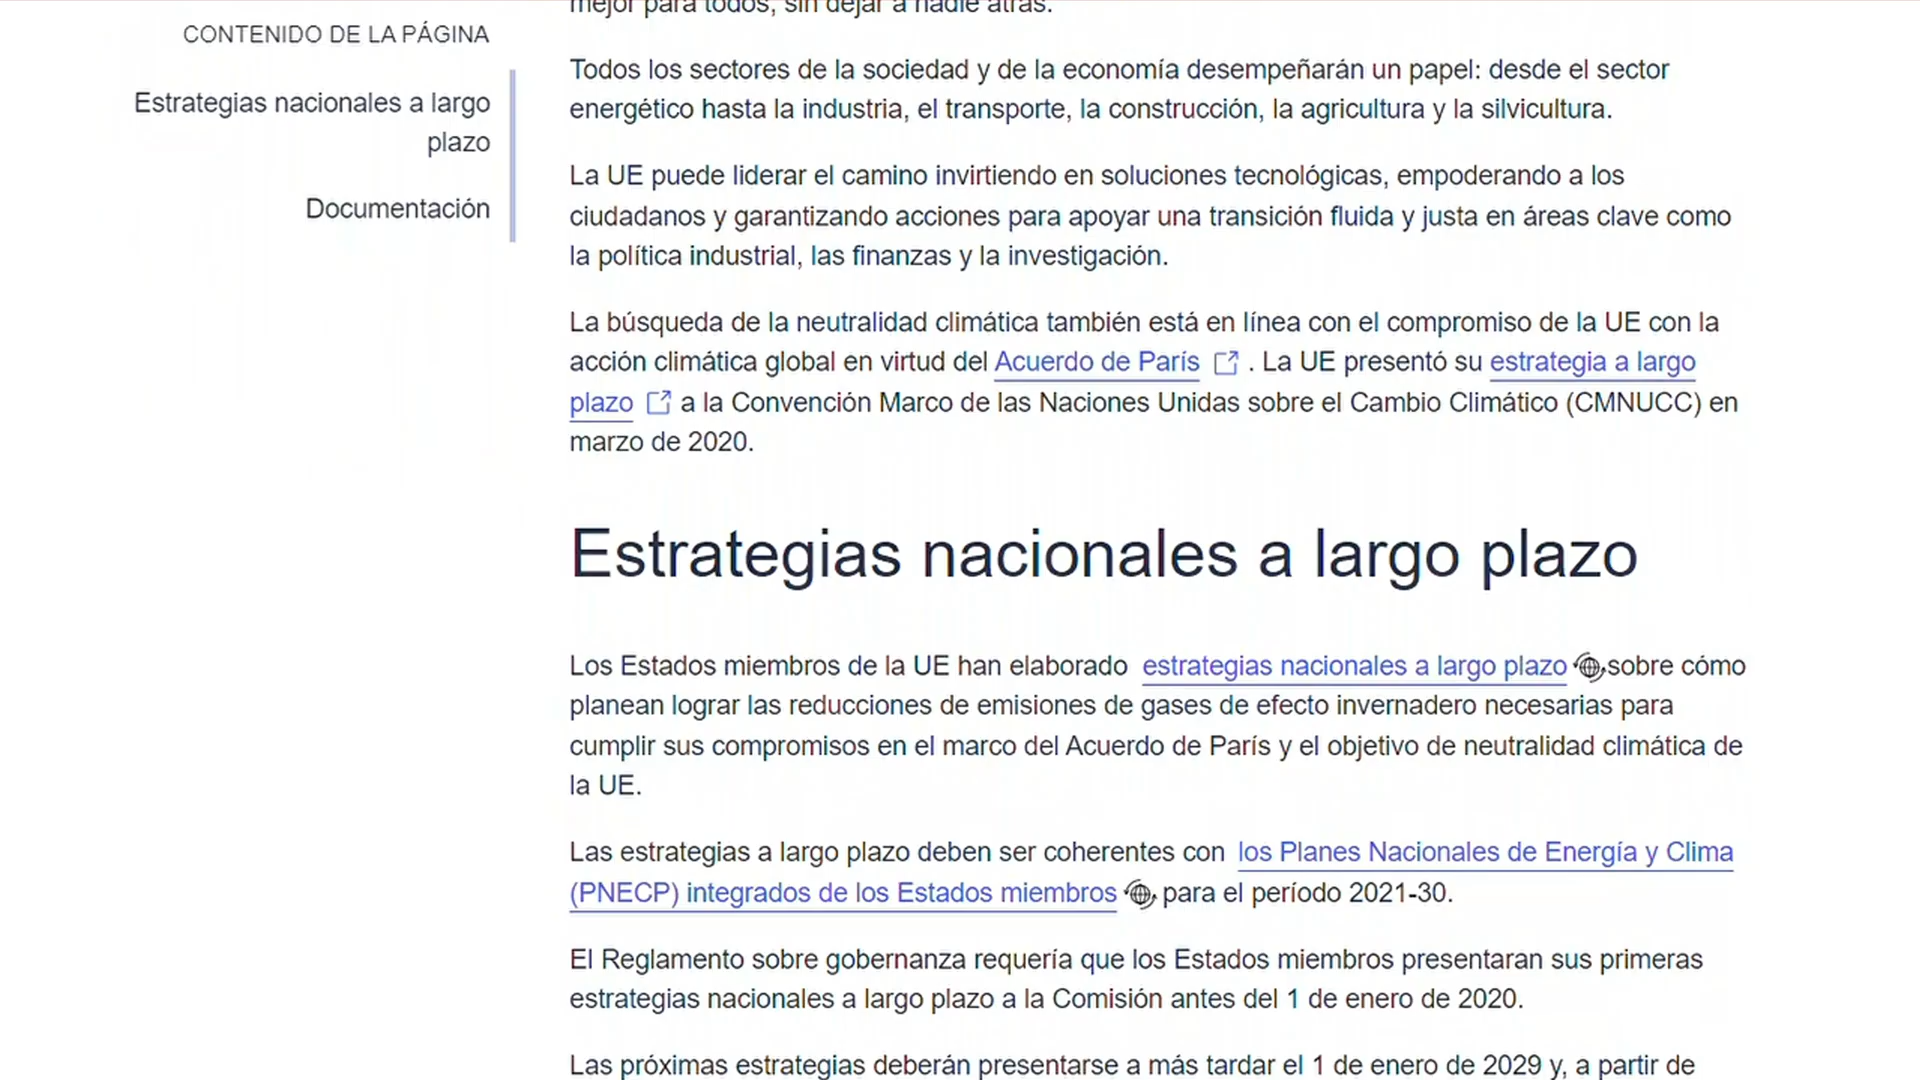 CONTENIDO DE LA PÁGINA
Estrategias nacionales a largo
plazo
Documentación
mejor para todos, sin dejar a nadie atrás.
Todos los sectores de la sociedad y de la economía desempeñarán un papel: desde el sector
energético hasta la industria, el transporte, la construcción, la agricultura y la silvicultura.
La UE puede liderar el camino invirtiendo en soluciones tecnológicas, empoderando a los
ciudadanos y garantizando acciones para apoyar una transición fluida y justa en áreas clave como
la política industrial, las finanzas y la investigación.
La búsqueda de la neutralidad climática también está en línea con el compromiso de la UE con la
acción climática global en virtud del Acuerdo de París . La UE presentó su estrategia a largo
plazo a la Convención Marco de las Naciones Unidas sobre el Cambio Climático (CMNUCC) en
marzo de 2020.
Estrategias nacionales a largo plazo
Los Estados miembros de la UE han elaborado estrategias nacionales a largo plazo sobre cómo
planean lograr las reducciones de emisiones de gases de efecto invernadero necesarias para
cumplir sus compromisos en el marco del Acuerdo de París y el objetivo de neutralidad climática de
la UE.
Las estrategias a largo plazo deben ser coherentes con los Planes Nacionales de Energía y Clima
(PNECP) integrados de los Estados miembros para el período 2021-30.
El Reglamento sobre gobernanza requería que los Estados miembros presentaran sus primeras
estrategias nacionales a largo plazo a la Comisión antes del 1 de enero de 2020.
Las próximas estrategias deberán presentarse a más tardar el 1 de enero de 2029 y, a partir de